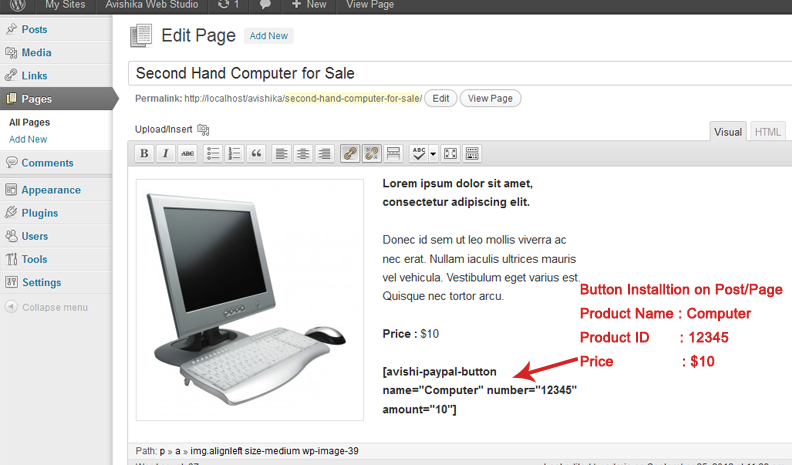 My Sites Avishika Web Studio 1 New View Page
Posts
Media
Links
Pages
All Pages
Add New
Comments
Appearance
Plugins
Users
Tools
Settings
Collapse menu
Edit Page Add New
Second Hand Computer for Sale
Permalink: http://localhost/avishika/second-hand-computer-for-sale/ Edit View Page
Upload/Insert
Visual HTML
B I ABC ABC
Lorem ipsum dolor sit amet,
consectetur adipiscing elit.
Donec id sem ut leo mollis viverra ac
nec erat. Nullam iaculis ultrices mauris
vel vehicula. Vestibulum eget varius est.
Quisque nec tortor arcu.
Price : $10
[avishi-paypal-button
name="Computer" number="12345"
amount="10"]
Button Installtion on Post/Page
Product Name : Computer
Product ID : 12345
Price : $10
Path: p » a » img.alignleft size-medium wp-image-39